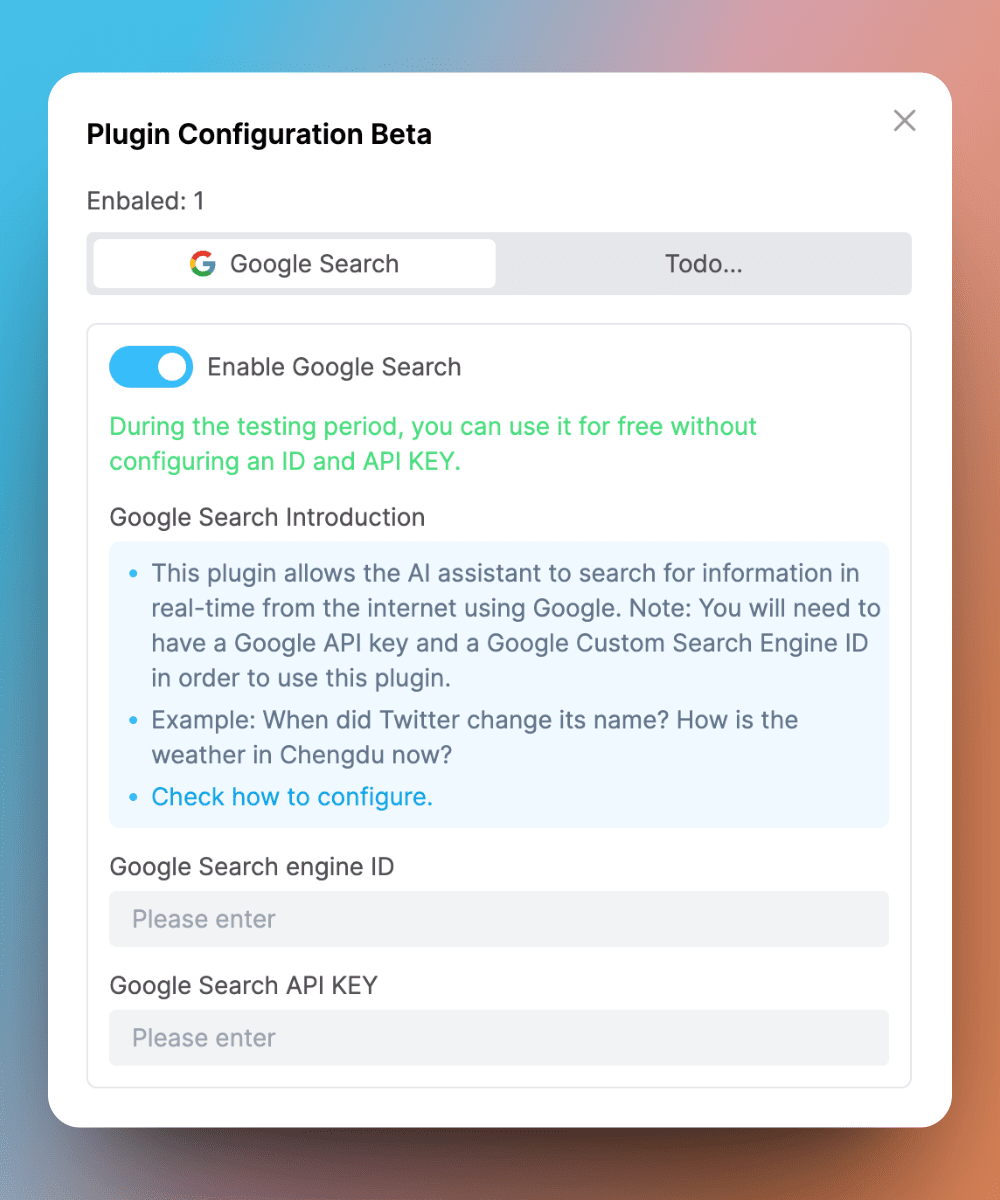 Plugin Configuration Beta
Enbaled: 1
Google Search
Todo...
Enable Google Search
During the testing period, you can use it for free without
configuring an ID and API KEY.
Google Search Introduction
• This plugin allows the AI assistant to search for information in
real-time from the internet using Google. Note: You will need to
have a Google API key and a Google Custom Search Engine ID
in order to use this plugin.
• Example: When did Twitter change its name? How is the
weather in Chengdu now?
• Check how to configure.
Google Search engine ID
Please enter
Google Search API KEY
Please enter